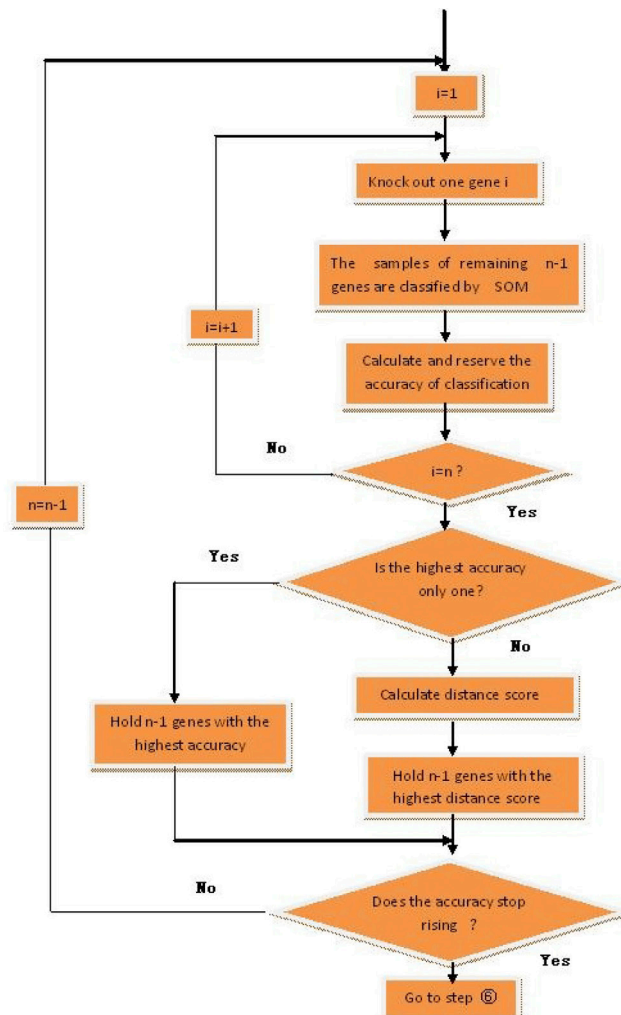 i=1
Knock out one gene i
The samples of remaining n-1
genes are classified by SOM
i=i+1
Calculate and reserve the
accuracy of classification
No
i=n ?
n=n-1
Yes
Yes
Is the highest accuracy
only one?
No
Calculate distance score
Hold n-1 genes with the
highest accuracy
Hold n-1 genes with the
highest distance score
No
Does the accuracy stop
rising ?
Yes
Go to step ⑥